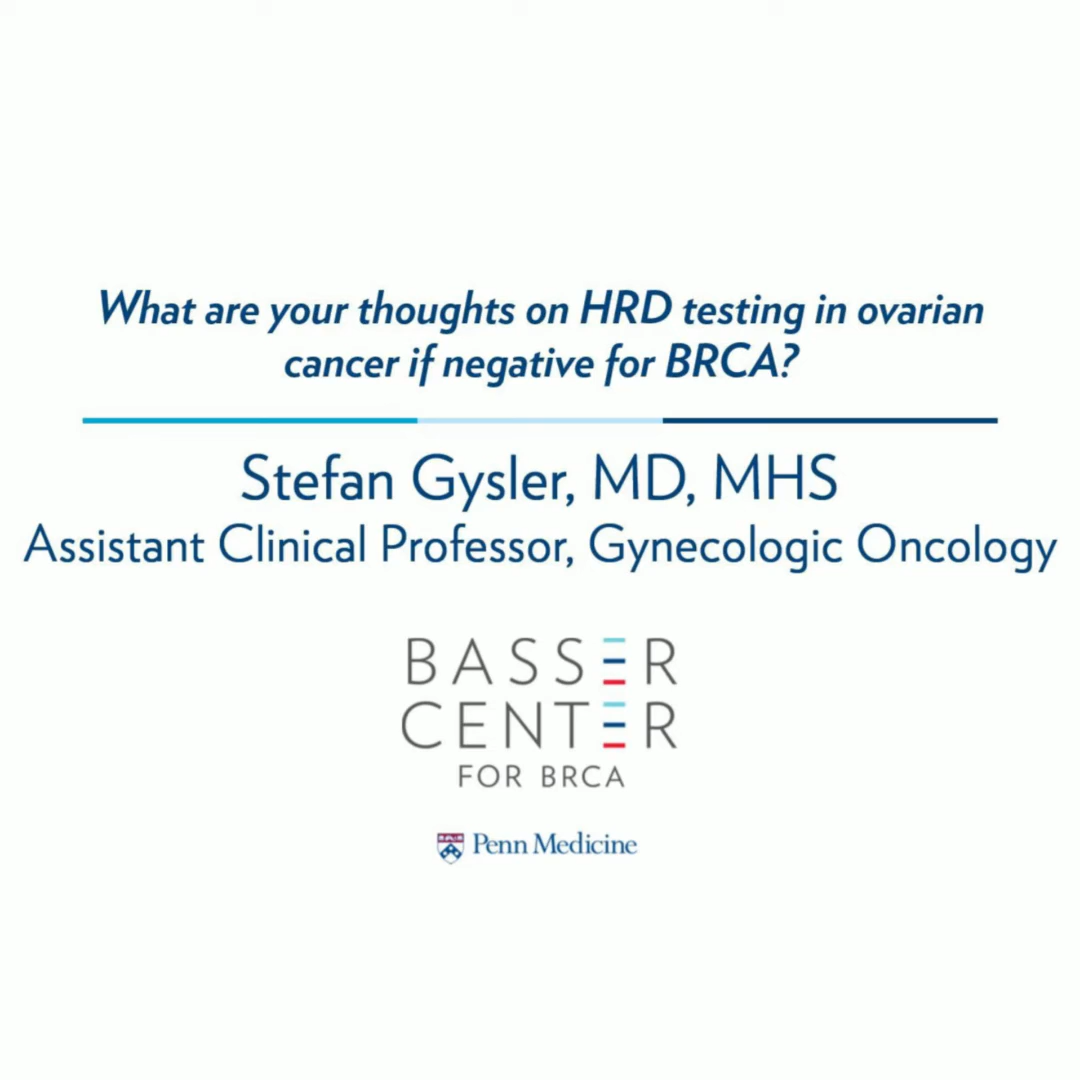 What are your thoughts on HRD testing in ovarian
cancer if negative for BRCA?
Stefan Gysler, MD, MHS
Assistant Clinical Professor, Gynecologic Oncology
BASSER
CENTER
FOR BRCA
Penn Medicine